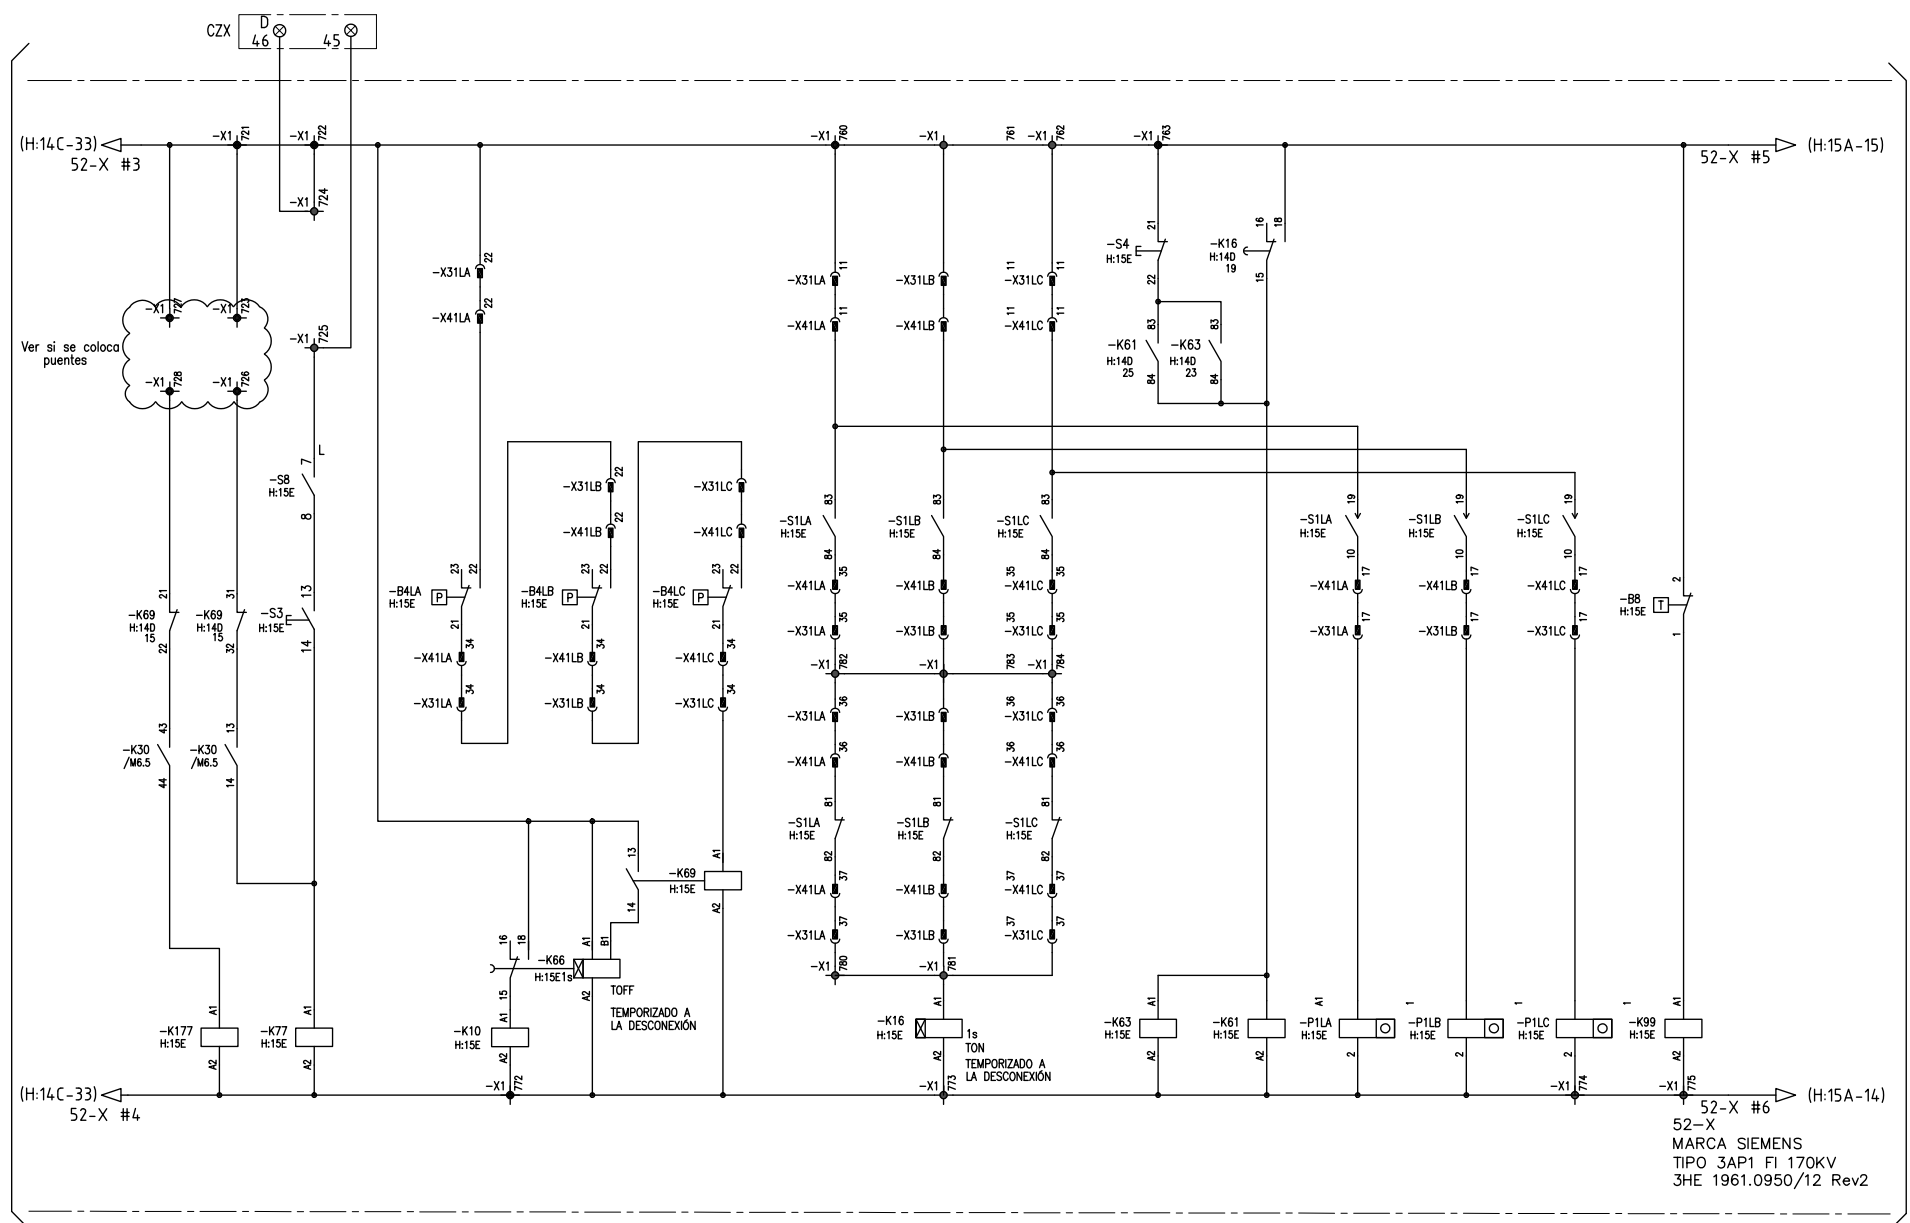 CZX
D
46
45
(H:14C-33)
52-X #3
-X1 721
-X1 722
-X1 760
-X1
761
-X1 762
-X1 763
52-X #5
(H:15A-15)
-X1 724
-X1 727
-X1 723
-X1 725
Ver si se coloca
puentes
-X1 728
-X1 726
-X31LA 22
-X41LA 22
-X31LA 11
-X31LB
11
-X31LC 11
-X41LA 11
-X41LB
11
-X41LC 11
21
-S4
H:15E
22
16
18
-K16
H:14D
19
15
83
-K61
H:14D
25
84
83
-K63
H:14D
23
84
7
L
-S8
H:15E
8
-X31LB 22
-X41LB 22
-X31LC
-X41LC
21
-K69
H:14D
15
22
31
-K69
H:14D
15
32
13
-S3
H:15E
14
23
22
-B4LA
H:15E
P
21
23
22
-B4LB
H:15E
P
21
23
22
-B4LC
H:15E
P
21
-X41LA 34
-X41LB 34
-X41LC 34
-X31LA 34
-X31LB 34
-X31LC 34
83
-S1LA
H:15E
84
83
-S1LB
H:15E
84
83
-S1LC
H:15E
84
19
-S1LA
H:15E
10
19
-S1LB
H:15E
10
19
-S1LC
H:15E
10
-X41LA 35
-X41LB
35
-X41LC 35
-X41LA 17
-X41LB 17
-X41LC 17
-X31LA 35
-X31LB
35
-X31LC 35
-X31LA 17
-X31LB 17
-X31LC 17
2
-B8
H:15E
T
1
-X1 782
-X1
783
-X1 784
-X31LA 36
-X31LB
36
-X31LC 36
-X41LA 36
-X41LB
36
-X41LC 36
43
-K30
/M6.5
44
13
-K30
/M6.5
14
81
-S1LA
H:15E
82
81
-S1LB
H:15E
82
81
-S1LC
H:15E
82
-X41LA 37
-X41LB
37
-X41LC 37
-X31LA 37
-X31LB
37
-X31LC 37
-X1 780
-X1 781
13
14
A1
-K69
H:15E
A2
16
18
15
A1
B1
-K66
H:15E1s
A2
TOFF
TEMPORIZADO A
LA DESCONEXIÓN
A1
-K177
H:15E
A2
A1
-K77
H:15E
A2
A1
-K10
H:15E
A2
A1
-K16
H:15E
A2
1s
TON
TEMPORIZADO A
LA DESCONEXIÓN
A1
-K63
H:15E
A2
-K61
H:15E
A2
A1
-P1LA
H:15E
2
1
-P1LB
H:15E
2
1
-P1LC
H:15E
2
1
-K99
H:15E
A1
A2
(H:14C-33)
52-X #4
-X1 772
-X1 773
-X1 774
-X1 775
52-X #6
(H:15A-14)
52-X
MARCA SIEMENS
TIPO 3AP1 FI 170KV
3HE 1961.0950/12 Rev2